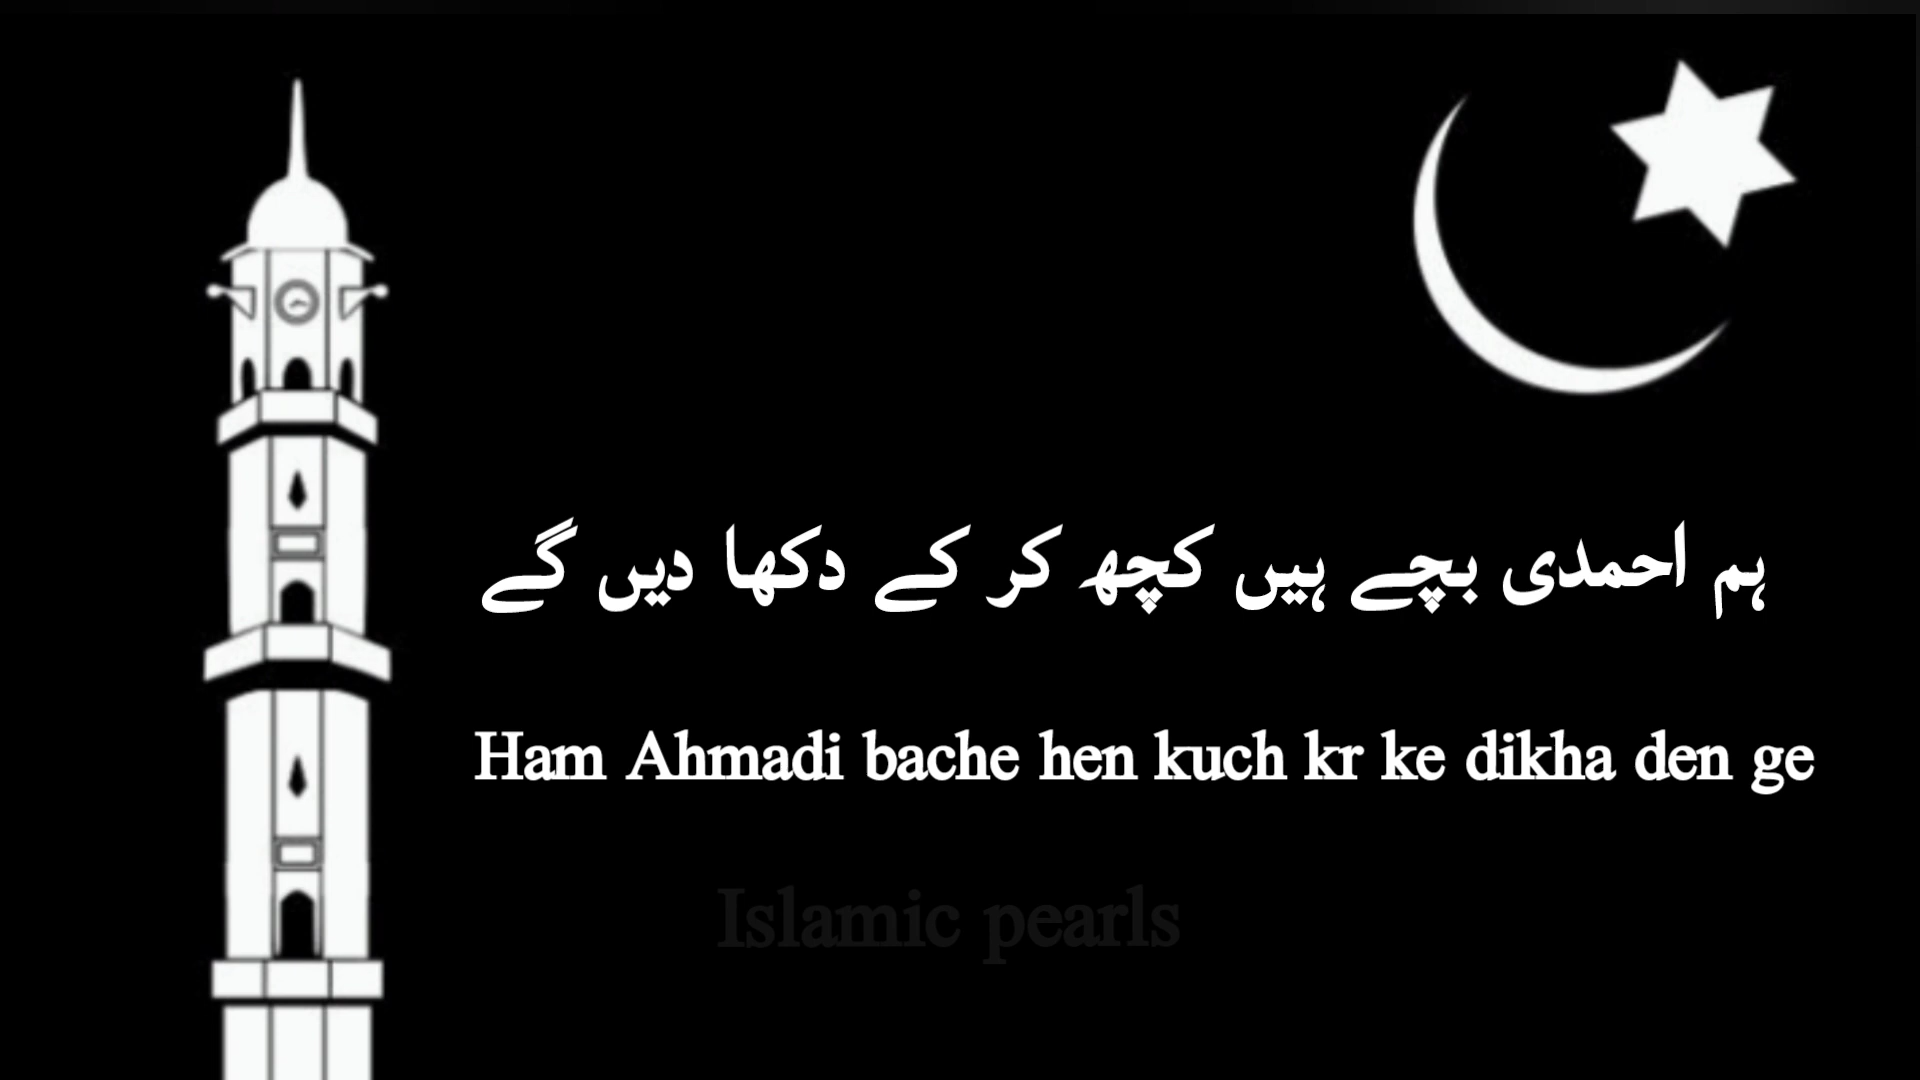 ہم احمدی بچے ہیں کچھ کر کے دکھا دیں گے
Ham Ahmadi bache hen kuch kr ke dikha den ge
Islamic pearls